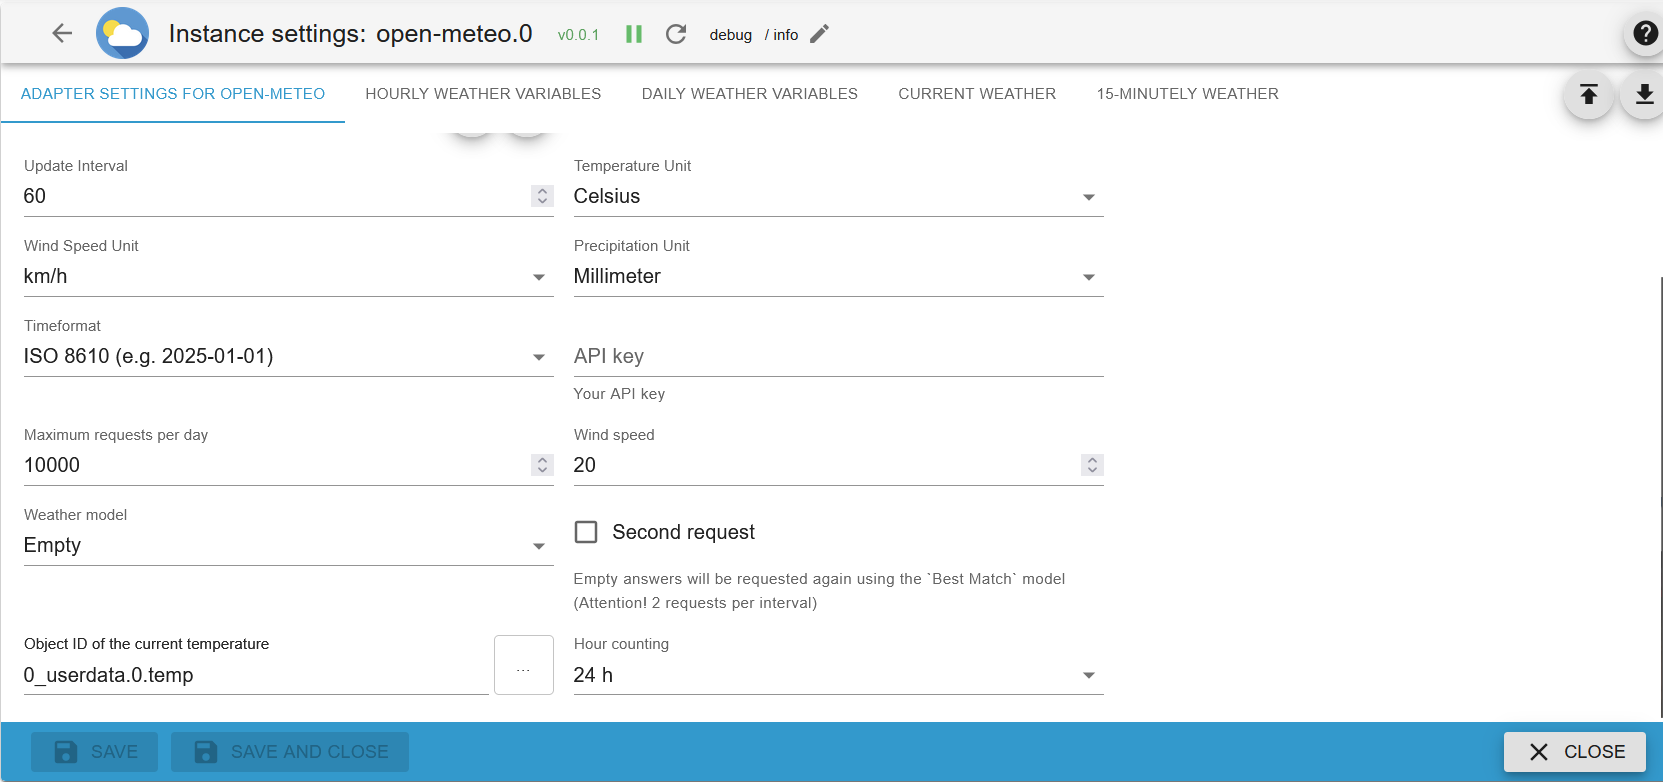 Instance settings: open-meteo.0 v0.0.1 debug / info
ADAPTER SETTINGS FOR OPEN-METEO HOURLY WEATHER VARIABLES DAILY WEATHER VARIABLES CURRENT WEATHER 15-MINUTELY WEATHER
Update Interval Temperature Unit
60 Celsius
Wind Speed Unit Precipitation Unit
km/h Millimeter
Timeformat
ISO 8610 (e.g. 2025-01-01) API key
Your API key
Maximum requests per day Wind speed
10000 20
Weather model
Empty Second request
Empty answers will be requested again using the `Best Match` model
(Attention! 2 requests per interval)
Object ID of the current temperature Hour counting
0_userdata.0.temp ... 24 h
SAVE SAVE AND CLOSE CLOSE